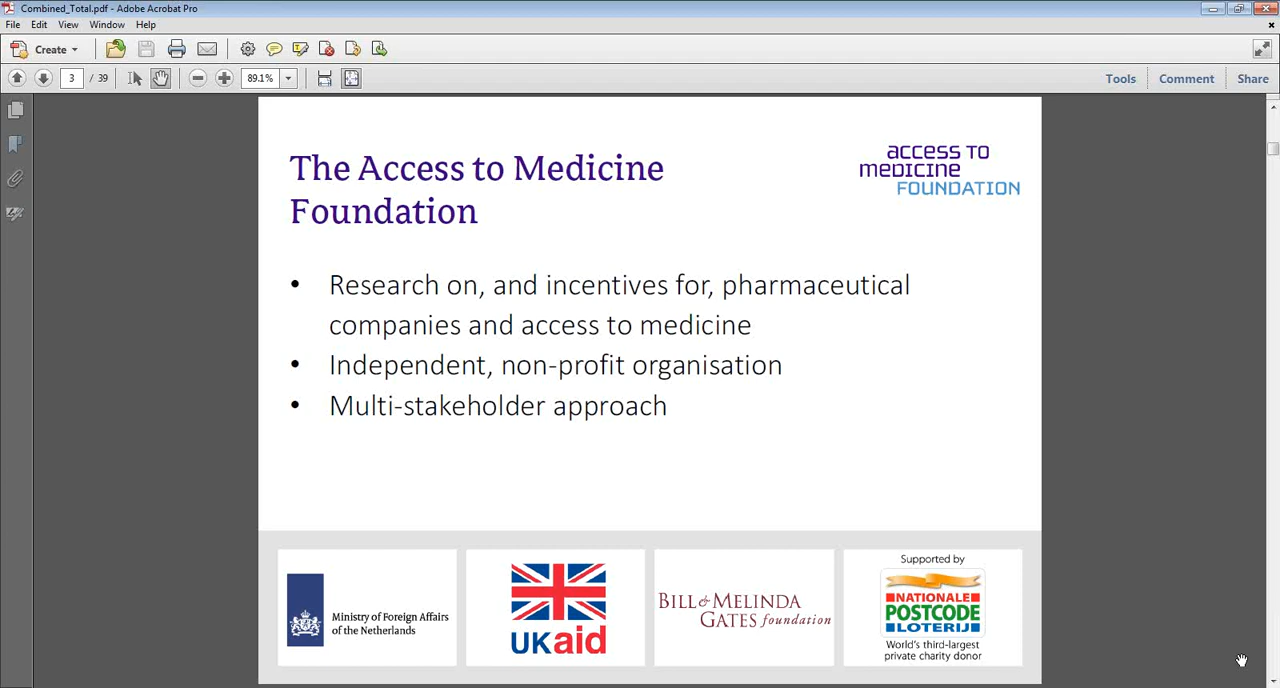 Combined_Total.pdf - Adobe Acrobat Pro
File Edit View Window Help
Create
3 / 39 89.1% Tools Comment Share
The Access to Medicine
Foundation
access to
medicine
FOUNDATION
• Research on, and incentives for, pharmaceutical
companies and access to medicine
• Independent, non-profit organisation
• Multi-stakeholder approach
Ministry of Foreign Affairs
of the Netherlands
UKaid
BILL & MELINDA
GATES foundation
Supported by
NATIONALE
POSTCODE
LOTERIJ
World's third-largest
private charity donor